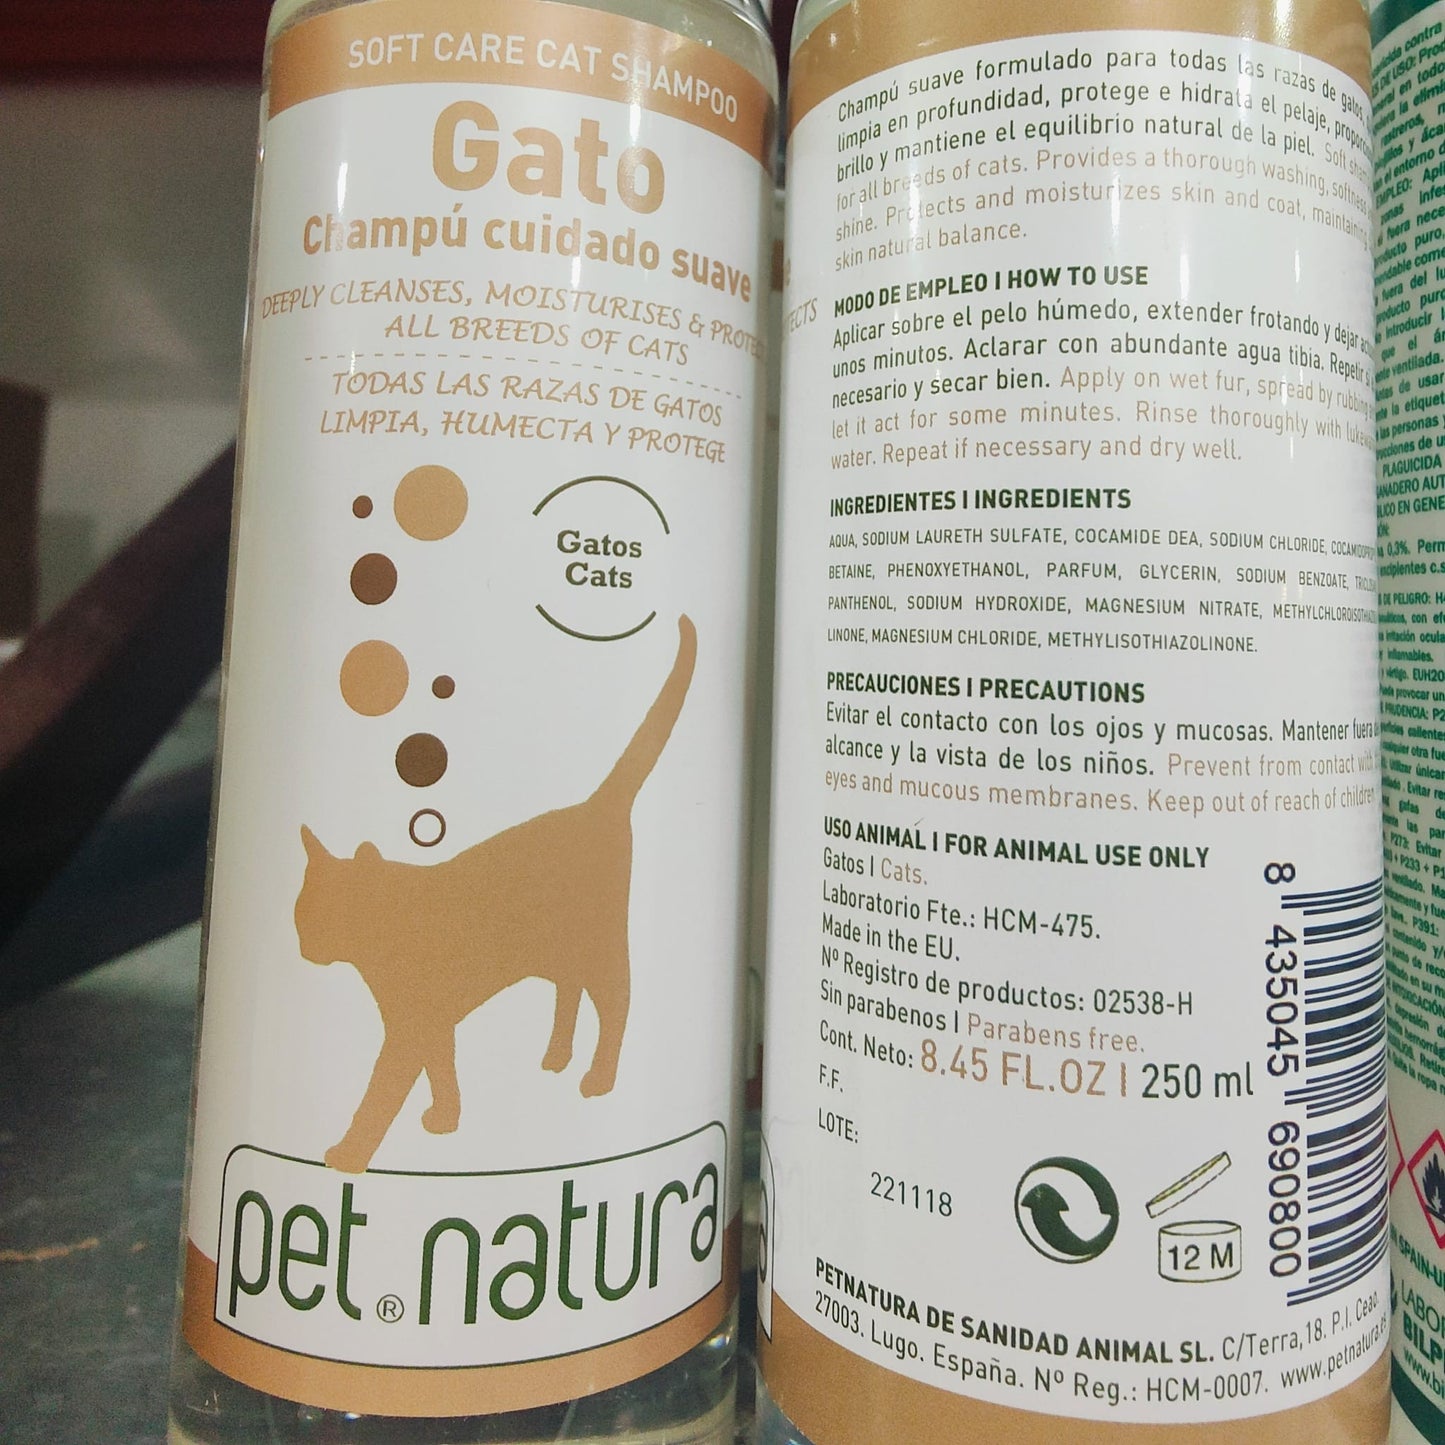 SOFT CARE CAT SHAMPOO
Gato
Champú cuidado suave
DEEPLY CLEANSES, MOISTURISES &
ALL BREEDS OF CATS
TODAS LAS RAZAS DE GATOS
LIMPIA, HUMECTA Y PROTEGE
Gatos
Cats
pet natura
®
Champú suave formulado para todas las razas de
limpia en profundidad, protege e hidrata el pelaje,
brillo y mantiene el equilibrio natural de la piel. Soft
for all breeds of cats. Provides a thorough washing, softness
shine. Protects and moisturizes skin and coat, maintaining
skin natural balance.
MODO DE EMPLEO I HOW TO USE
Aplicar sobre el pelo húmedo, extender frotando y dejar
unos minutos. Aclarar con abundante agua tibia. Repetir
necesario y secar bien. Apply on wet fur, spread by rubbing
let it act for some minutes. Rinse thoroughly with
water. Repeat if necessary and dry well.
INGREDIENTES I INGREDIENTS
AQUA, SODIUM LAURETH SULFATE, COCAMIDE DEA, SODIUM CHLORIDE,
BETAINE, PHENOXYETHANOL, PARFUM, GLYCERIN, SODIUM BENZOATE,
PANTHENOL, SODIUM HYDROXIDE, MAGNESIUM NITRATE,
LINONE, MAGNESIUM CHLORIDE, METHYLISOTHIAZOLINONE.
PRECAUCIONES I PRECAUTIONS
Evitar el contacto con los ojos y mucosas. Mantener fuera
alcance y la vista de los niños. Prevent from contact with
eyes and mucous membranes. Keep out of reach of children
USO ANIMAL I FOR ANIMAL USE ONLY
Gatos I Cats.
Laboratorio Fte.: HCM-475.
Made in the EU.
Nº Registro de productos: 02538-H
Sin parabenos I Parabens free.
Cont. Neto: 8.45 FL.OZ I 250 ml
F.F.
LOTE:
221118
12 M
8 435045 690800
PETNATURA DE SANIDAD ANIMAL SL. C/Terra,18. P.I. Ceao.
27003. Lugo. España. Nº Reg.: HCM-0007. www.petnatura.es